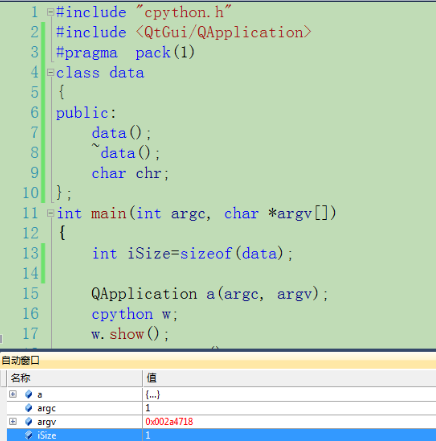 1 #include "cpython.h"
2 #include <QtGui/QApplication>
3 #pragma  pack(1)
4 class data
5 {
6 public:
7     data();
8     ~data();
9     char chr;
10 };
11 int main(int argc, char *argv[])
12 {
13     int iSize=sizeof(data);
14
15     QApplication a(argc, argv);
16     cpython w;
17     w.show();
自动窗口
名称 值
a {...}
argc 1
argv 0x002a4718
iSize 1